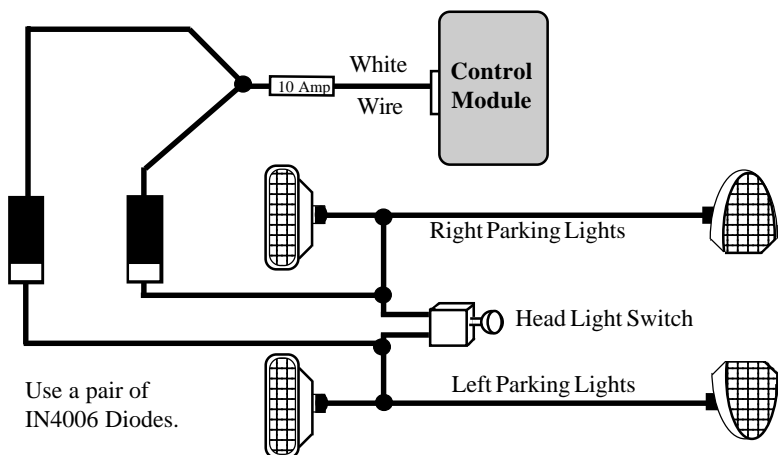 White
Wire
10 Amp
Control
Module
Right Parking Lights
Head Light Switch
Left Parking Lights
Use a pair of
IN4006 Diodes.